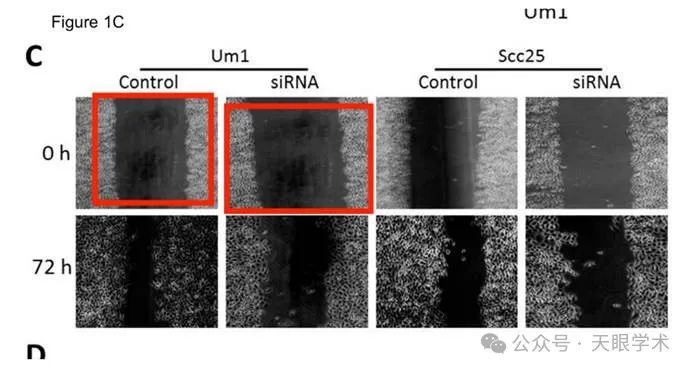 Figure 1C
Um1
C
Um1 Scc25
Control siRNA Control siRNA
0 h
72 h
公众号 · 天眼学术
D